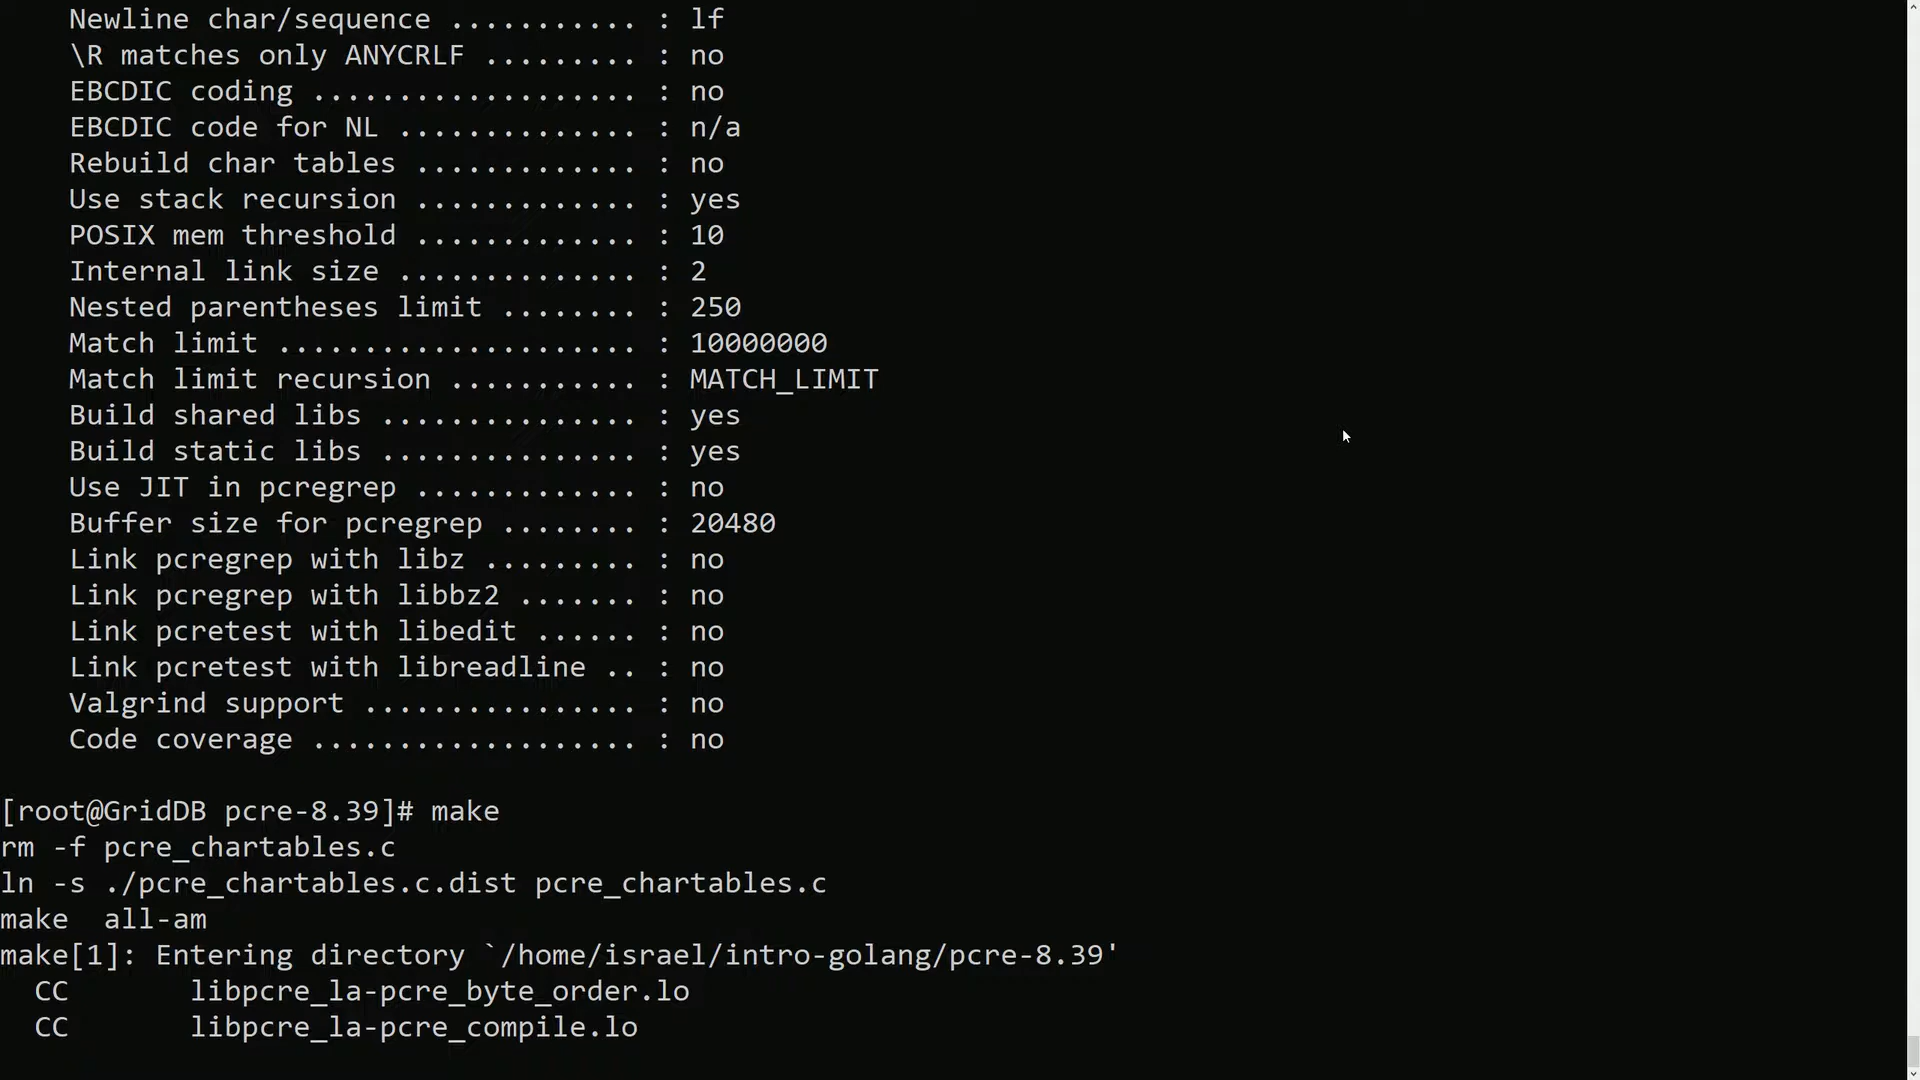 Newline char/sequence ........... : lf
\R matches only ANYCRLF ......... : no
EBCDIC coding ................... : no
EBCDIC code for NL .............. : n/a
Rebuild char tables ............. : no
Use stack recursion ............. : yes
POSIX mem threshold ............. : 10
Internal link size .............. : 2
Nested parentheses limit ........ : 250
Match limit ..................... : 10000000
Match limit recursion ........... : MATCH_LIMIT
Build shared libs ............... : yes
Build static libs ............... : yes
Use JIT in pcregrep ............. : no
Buffer size for pcregrep ........ : 20480
Link pcregrep with libz ......... : no
Link pcregrep with libbz2 ....... : no
Link pcretest with libedit ...... : no
Link pcretest with libreadline .. : no
Valgrind support ................ : no
Code coverage ................... : no
[root@GridDB pcre-8.39]# make
rm -f pcre_chartables.c
ln -s ./pcre_chartables.c.dist pcre_chartables.c
make  all-am
make[1]: Entering directory `/home/israel/intro-golang/pcre-8.39'
  CC       libpcre_la-pcre_byte_order.lo
  CC       libpcre_la-pcre_compile.lo